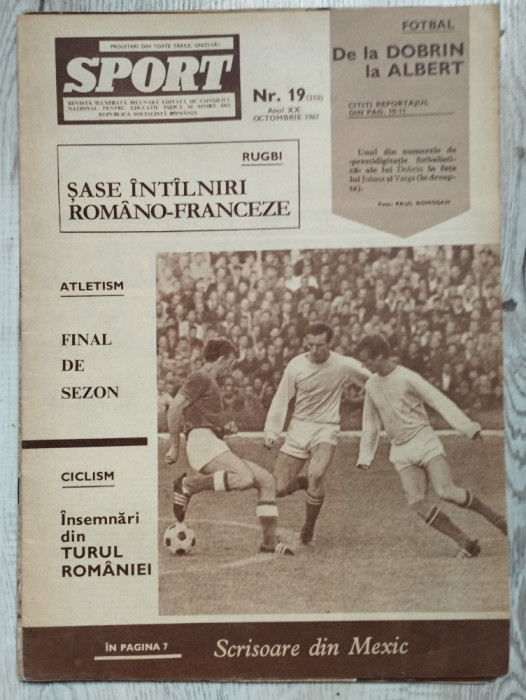 PROLETARI DIN TOATE ȚĂRILE, UNIȚI-VĂ!
SPORT
REVISTĂ ILUSTRATĂ BILUNARĂ EDITATĂ DE CONSILIUL
NAȚIONAL PENTRU EDUCAȚIE FIZICĂ ȘI SPORT DIN
REPUBLICA SOCIALISTĂ ROMÂNIA
Nr. 19 (210)
Anul XX
OCTOMBRIE 1967
FOTBAL
De la DOBRIN
la ALBERT
CITIȚI REPORTAJUL
DIN PAG. 10-11
Unul din numerele de
«prestidigitație fotbalisti-
că» ale lui Dobrin în fața
lui Juhasz și Varga (în dreap-
ta).
Foto: PAUL ROMOȘAN
RUGBI
ȘASE ÎNTÎLNIRI
ROMÂNO-FRANCEZE
ATLETISM
FINAL
DE
SEZON
CICLISM
Însemnări
din
TURUL
ROMÂNIEI
ÎN PAGINA 7
Scrisoare din Mexic